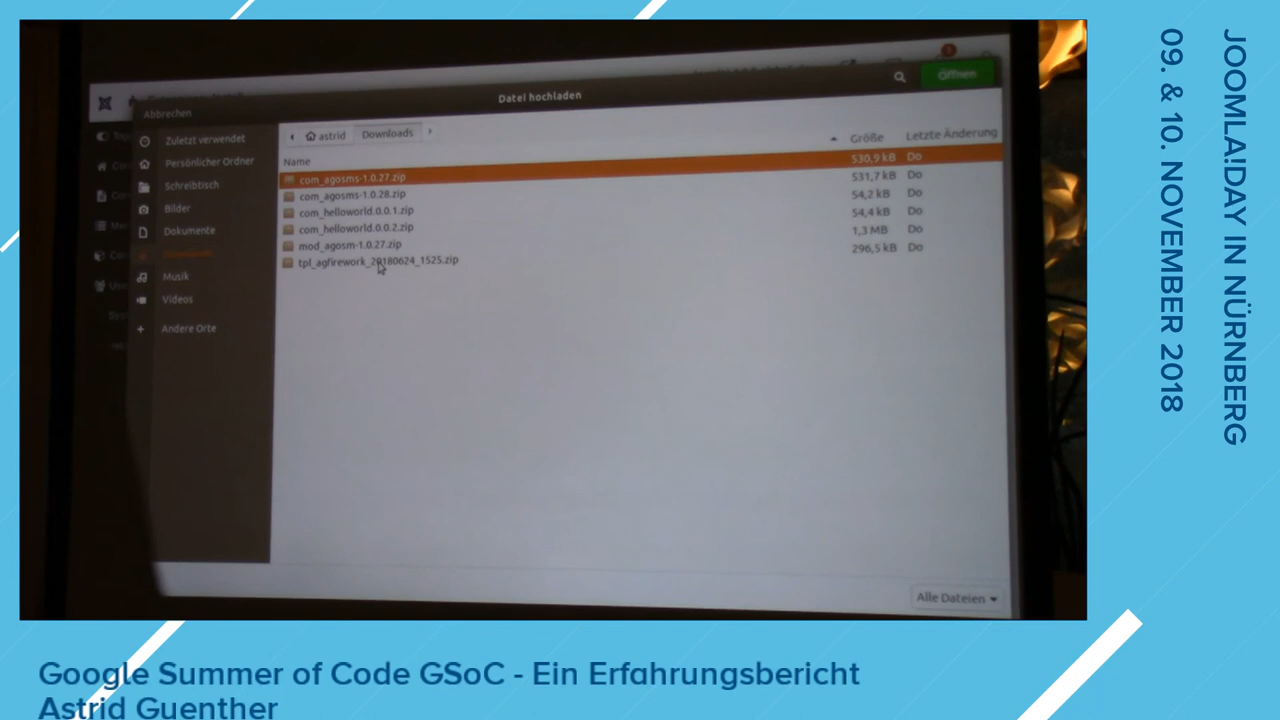 Datei hochladen
Öffnen
Abbrechen
Zuletzt verwendet
Persönlicher Ordner
Schreibtisch
Bilder
Dokumente
Musik
Videos
Andere Orte
astrid
Downloads
Name
Größe
Letzte Änderung
com_agosms-1.0.27.zip
530,9 kB
Do
com_agosms-1.0.28.zip
531,7 kB
Do
com_helloworld.0.0.1.zip
54,2 kB
Do
com_helloworld.0.0.2.zip
54,4 kB
Do
mod_agosm-1.0.27.zip
1,3 MB
Do
tpl_agfirework_20180624_1525.zip
296,5 kB
Do
Alle Dateien
JOOMLA!DAY IN NÜRNBERG
09. & 10. NOVEMBER 2018
Google Summer of Code GSoC - Ein Erfahrungsbericht
Astrid Guenther